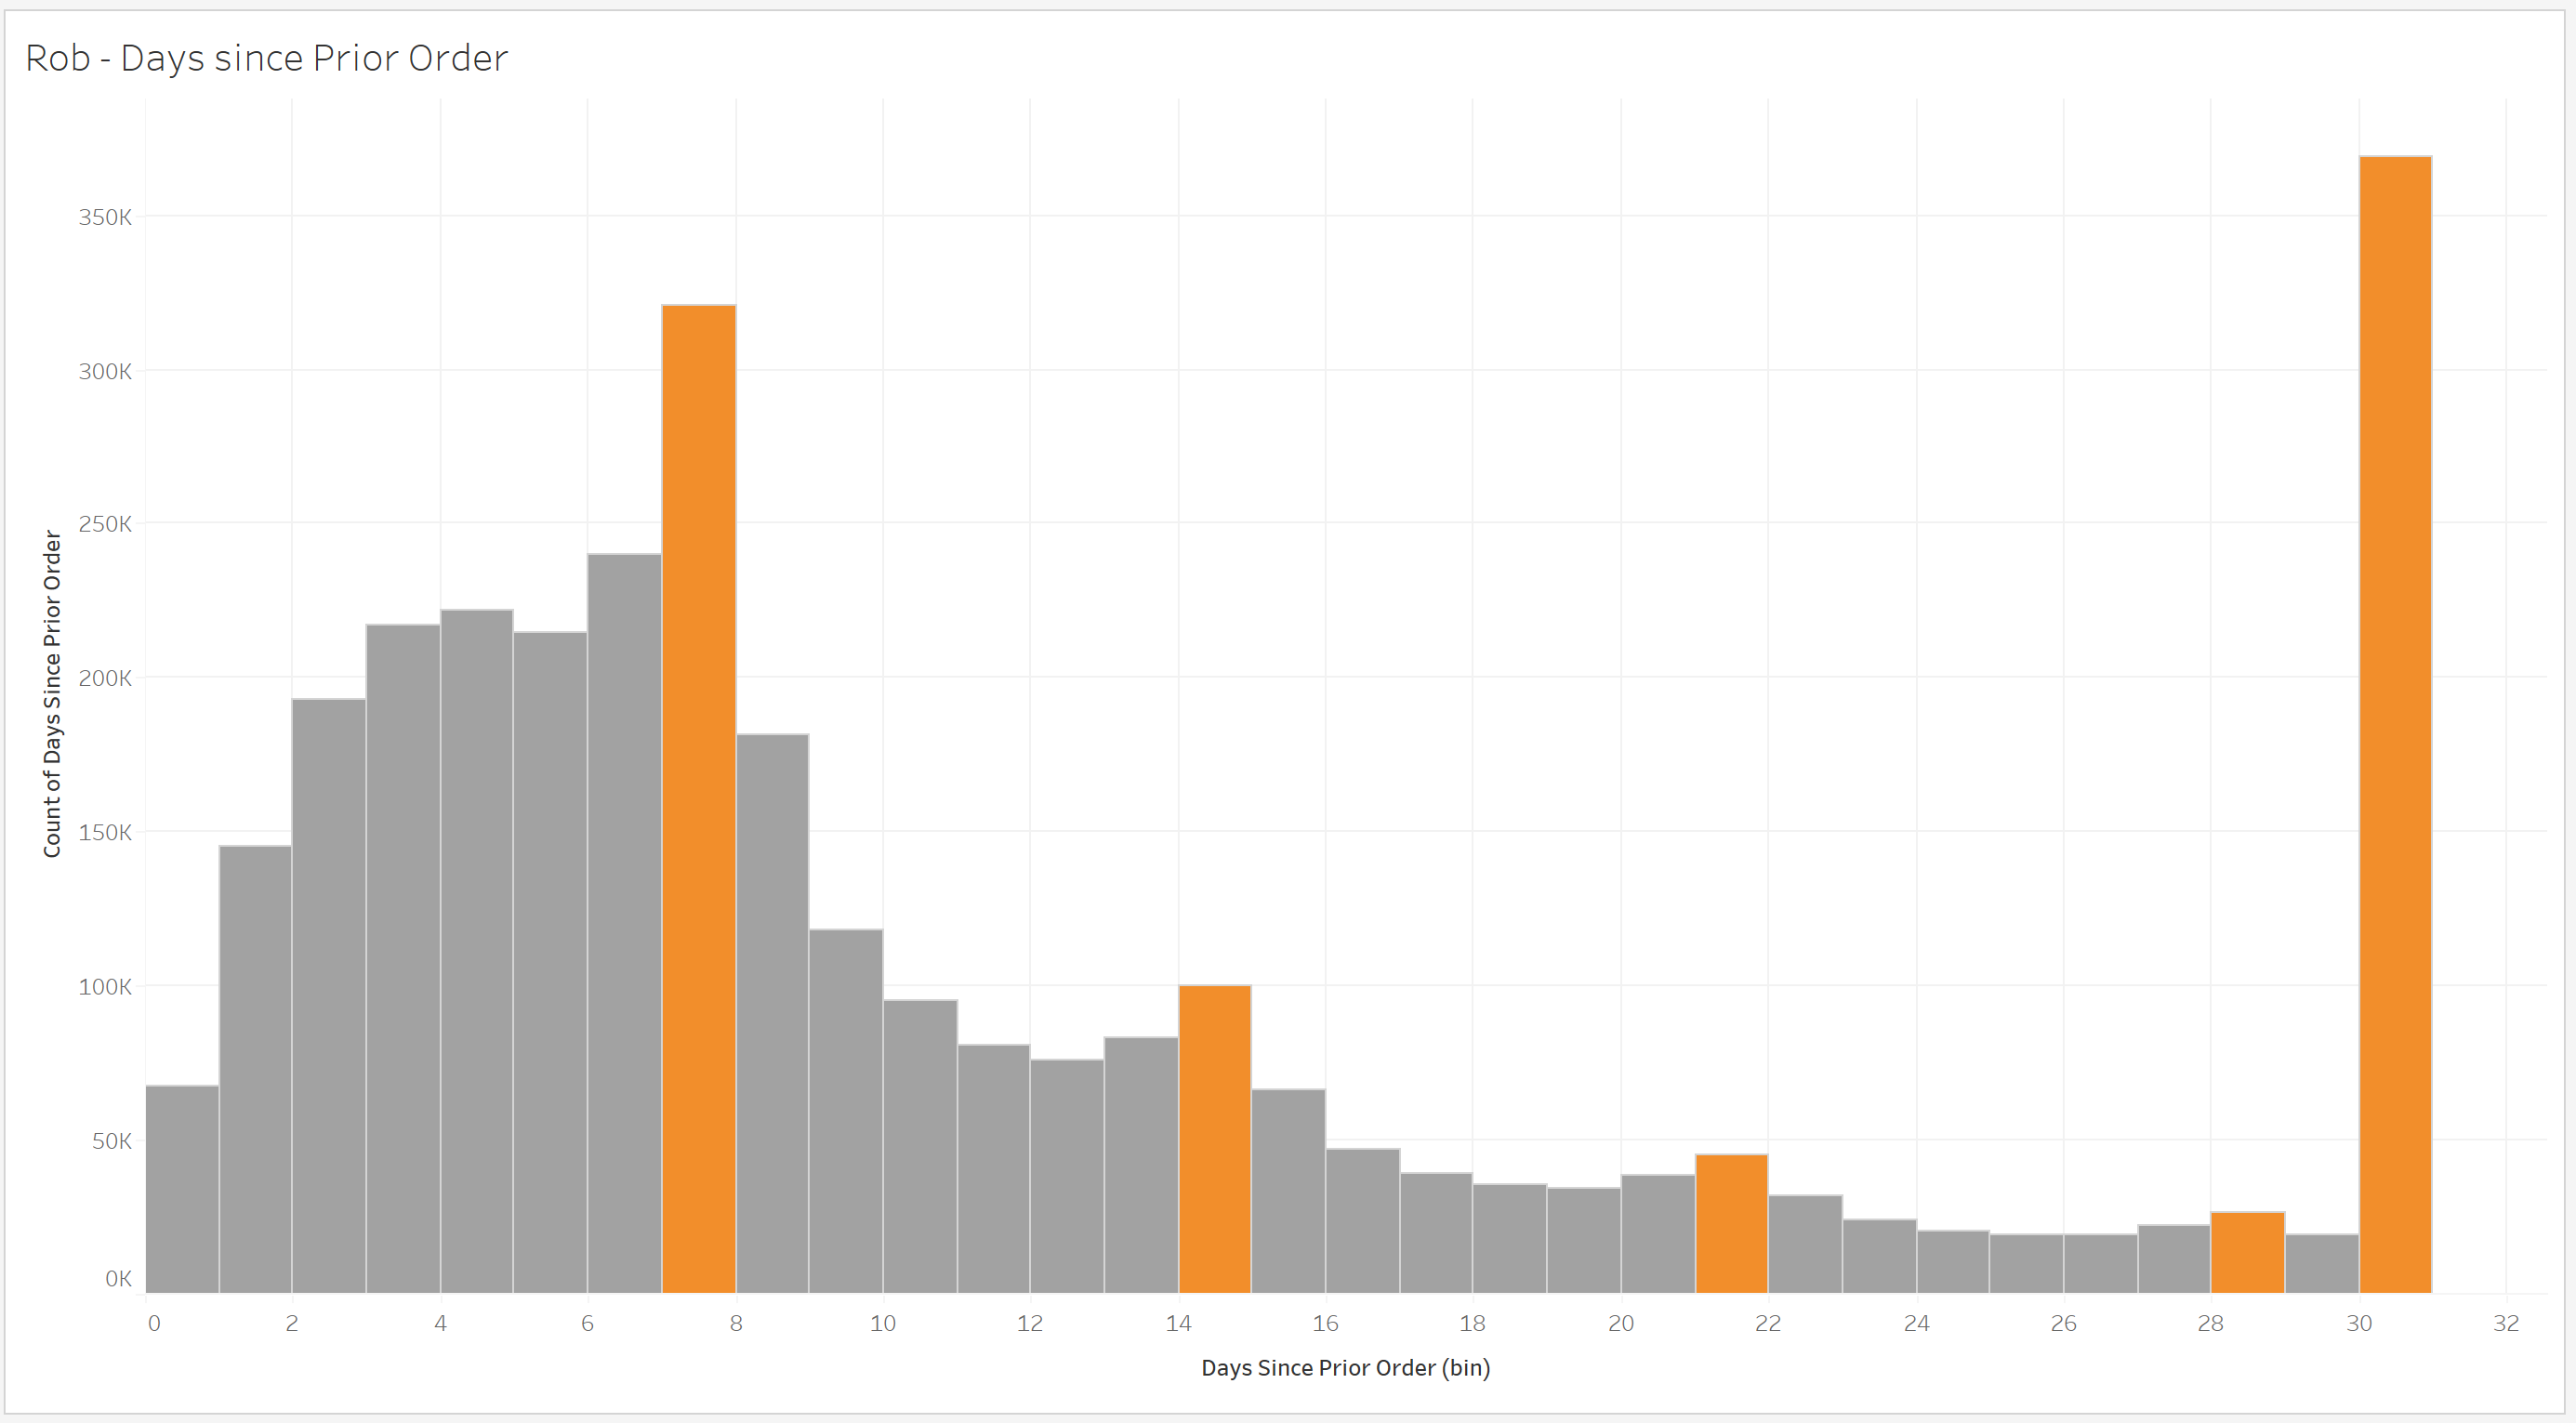 Rob - Days since Prior Order
350K
300K
250K
200K
150K
100K
50K
0K
Count of Days Since Prior Order
0 2 4 6 8 10 12 14 16 18 20 22 24 26 28 30 32
Days Since Prior Order (bin)